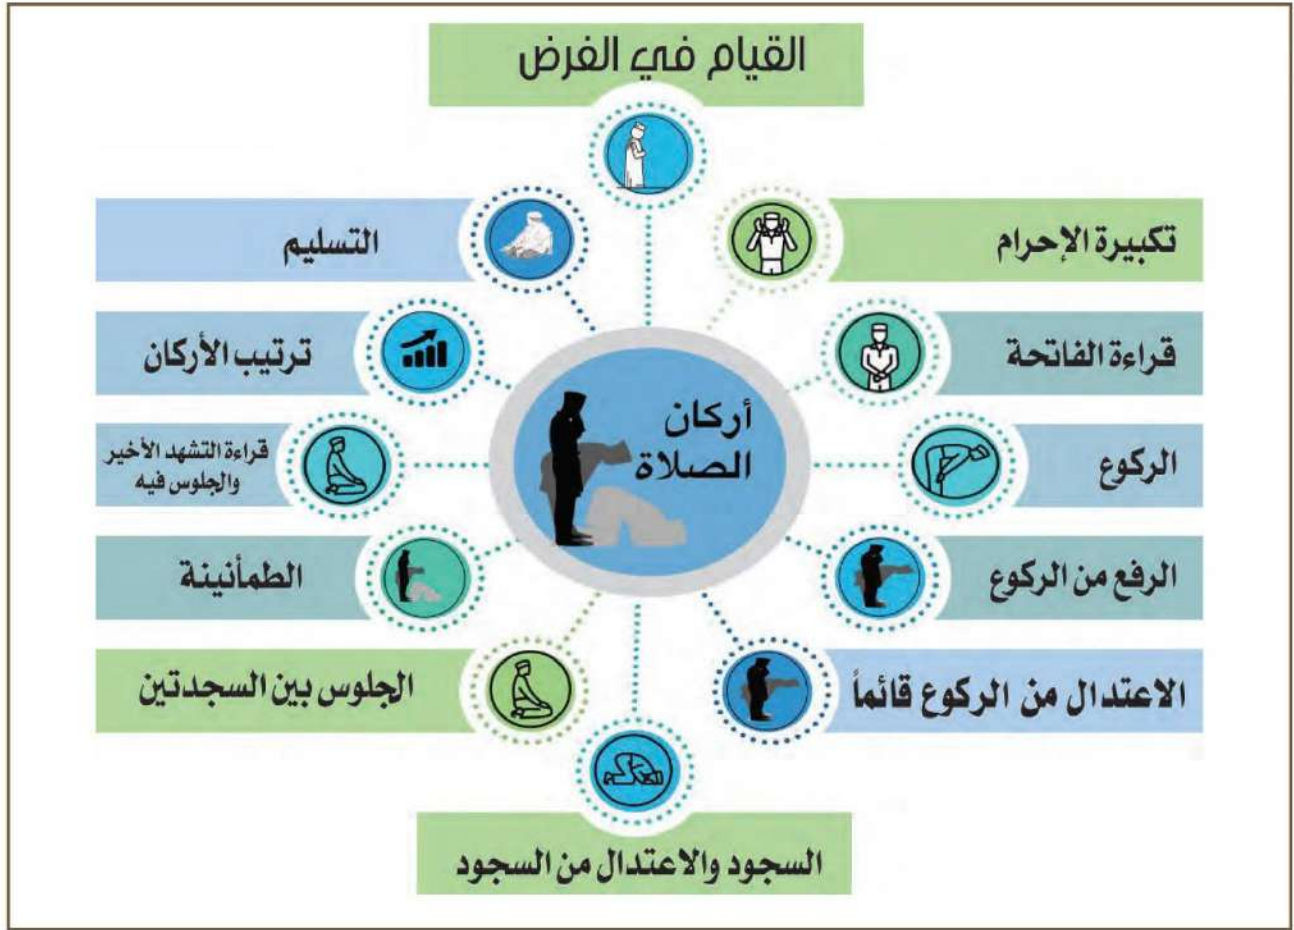 القيام في الفرض
تكبيرة الإحرام
قراءة الفاتحة
الركوع
الرفع من الركوع
الاعتدال من الركوع قائماً
السجود والاعتدال من السجود
الجلوس بين السجدتين
الطمأنينة
قراءة التشهد الأخير
والجلوس فيه
ترتيب الأركان
التسليم
أركان
الصلاة